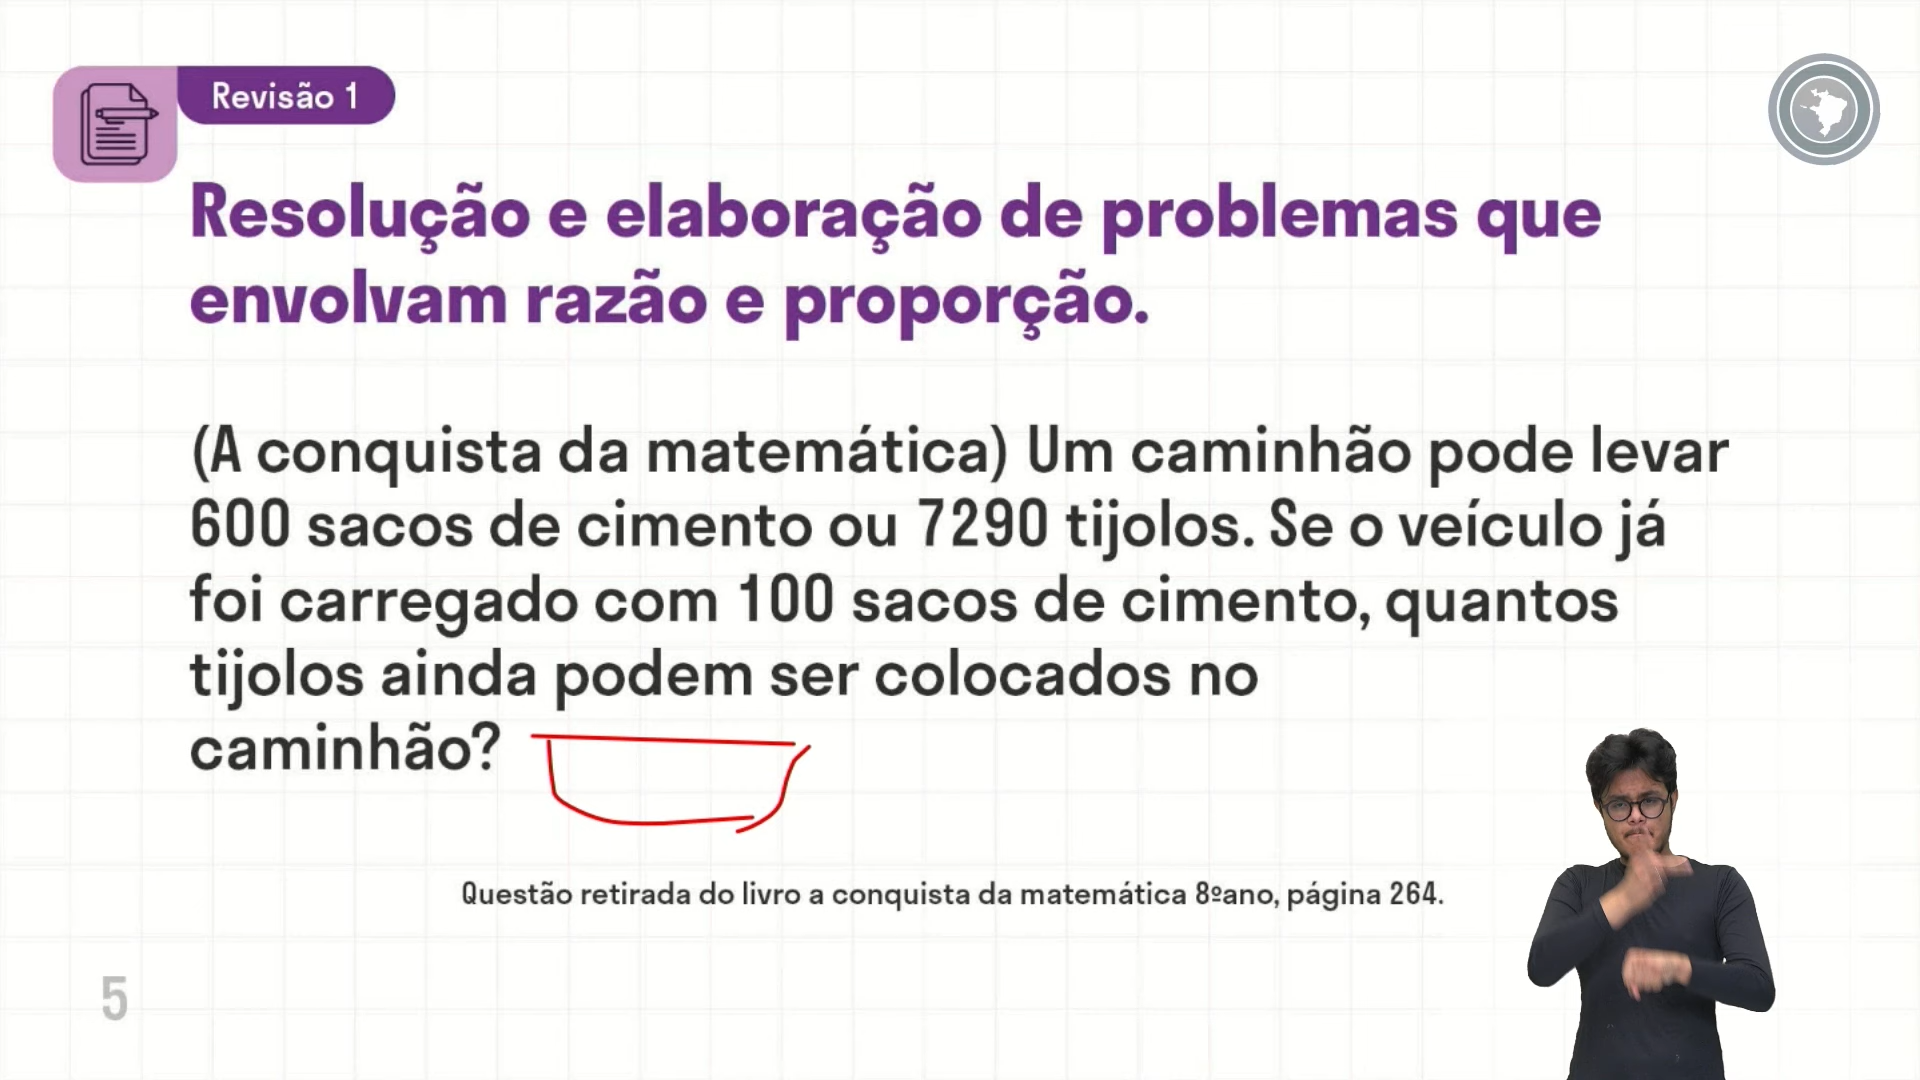 Revisão 1
Resolução e elaboração de problemas que
envolvam razão e proporção.
(A conquista da matemática) Um caminhão pode levar
600 sacos de cimento ou 7290 tijolos. Se o veículo já
foi carregado com 100 sacos de cimento, quantos
tijolos ainda podem ser colocados no
caminhão?
Questão retirada do livro a conquista da matemática 8ºano, página 264.
5